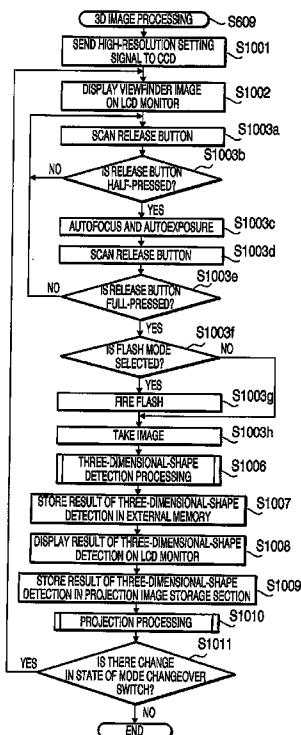 3D IMAGE PROCESSING
S609
SEND HIGH-RESOLUTION SETTING
SIGNAL TO CCD
S1001
DISPLAY VIEWFINDER IMAGE
ON LCD MONITOR
S1002
SCAN RELEASE BUTTON
S1003a
S1003b
IS RELEASE BUTTON
HALF-PRESSED?
NO
YES
AUTOFOCUS AND AUTOEXPOSURE
S1003c
SCAN RELEASE BUTTON
S1003d
S1003e
IS RELEASE BUTTON
FULL-PRESSED?
NO
YES
S1003f
IS FLASH MODE
SELECTED?
NO
YES
FIRE FLASH
S1003g
TAKE IMAGE
S1003h
THREE-DIMENSIONAL-SHAPE
DETECTION PROCESSING
S1006
STORE RESULT OF THREE-DIMENSIONAL-SHAPE
DETECTION IN EXTERNAL MEMORY
S1007
DISPLAY RESULT OF THREE-DIMENSIONAL-SHAPE
DETECTION ON LCD MONITOR
S1008
STORE RESULT OF THREE-DIMENSIONAL-SHAPE
DETECTION IN PROJECTION IMAGE STORAGE SECTION
S1009
PROJECTION PROCESSING
S1010
S1011
IS THERE CHANGE
IN STATE OF MODE CHANGEOVER
SWITCH?
YES
NO
END